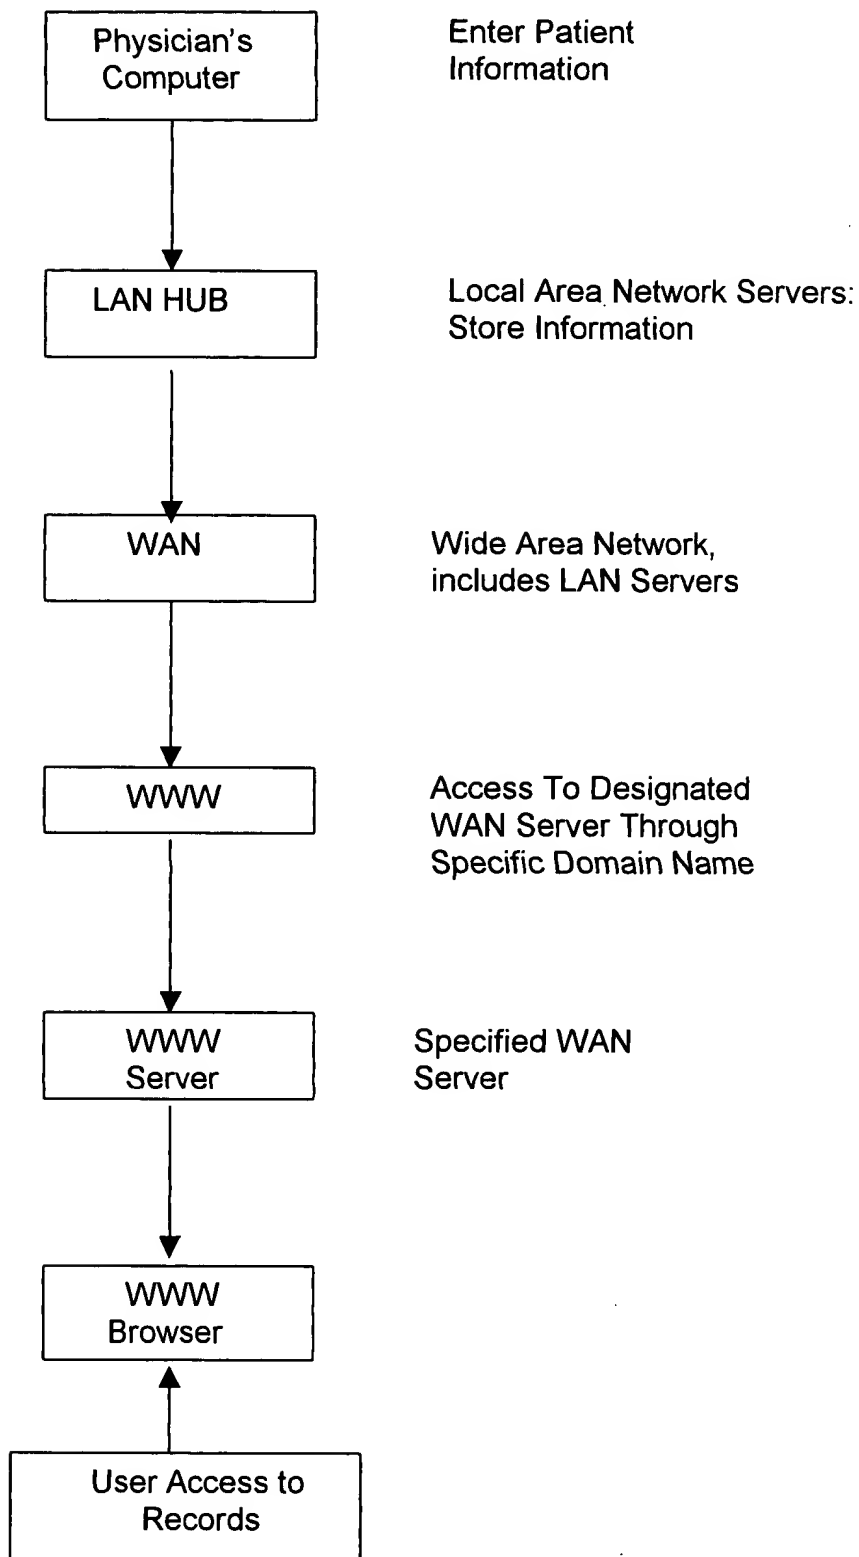 Physician's
Computer
Enter Patient
Information
LAN HUB
Local Area Network Servers:
Store Information
WAN
Wide Area Network,
includes LAN Servers
WWW
Access To Designated
WAN Server Through
Specific Domain Name
WWW
Server
Specified WAN
Server
WWW
Browser
User Access to
Records